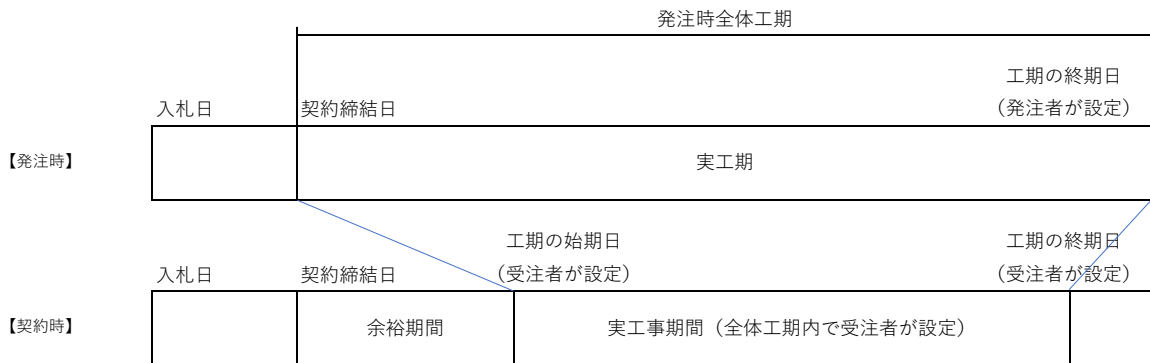 発注時全体工期
工期の終期日
入札日 契約締結日 （発注者が設定）
【発注時】 実工期
工期の始期日 工期の終期日
入札日 契約締結日 （受注者が設定） （受注者が設定）
【契約時】 余裕期間 実工事期間（全体工期内で受注者が設定）